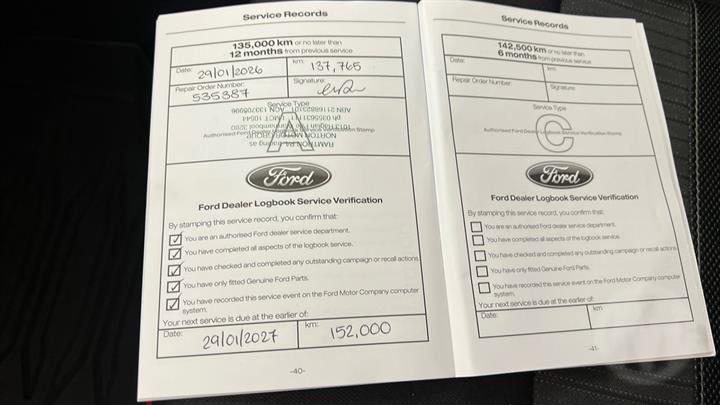 Service Records
135,000 km or no later than
12 months from previous service
Date: 29/01/2026
km: 137,765
Repair Order Number: 535387
Signature:
Service Type
A
Authorised Ford Dealer Logbook Service Verification Stamp
NORTON MOTOR GROUP
Ford
Ford Dealer Logbook Service Verification
By stamping this service record, you confirm that:
You are an authorised Ford dealer service department.
You have completed all aspects of the logbook service.
You have checked and completed any outstanding campaign or recall actions
You have only fitted Genuine Ford Parts.
You have recorded this service event on the Ford Motor Company computer
system.
Your next service is due at the earlier of:
Date: 29/01/2027
km: 152,000
-40-
Service Records
142,500 km or no later than
6 months from previous service
Date:
km:
Repair Order Number:
Signature:
Service Type
C
Authorised Ford Dealer Logbook Service Verification Stamp
Ford
Ford Dealer Logbook Service Verification
By stamping this service record, you confirm that:
You are an authorised Ford dealer service department.
You have completed all aspects of the logbook service.
You have checked and completed any outstanding campaign or recall actions
You have only fitted Genuine Ford Parts.
You have recorded this service event on the Ford Motor Company computer
system.
Your next service is due at the earlier of:
Date:
km:
-41-